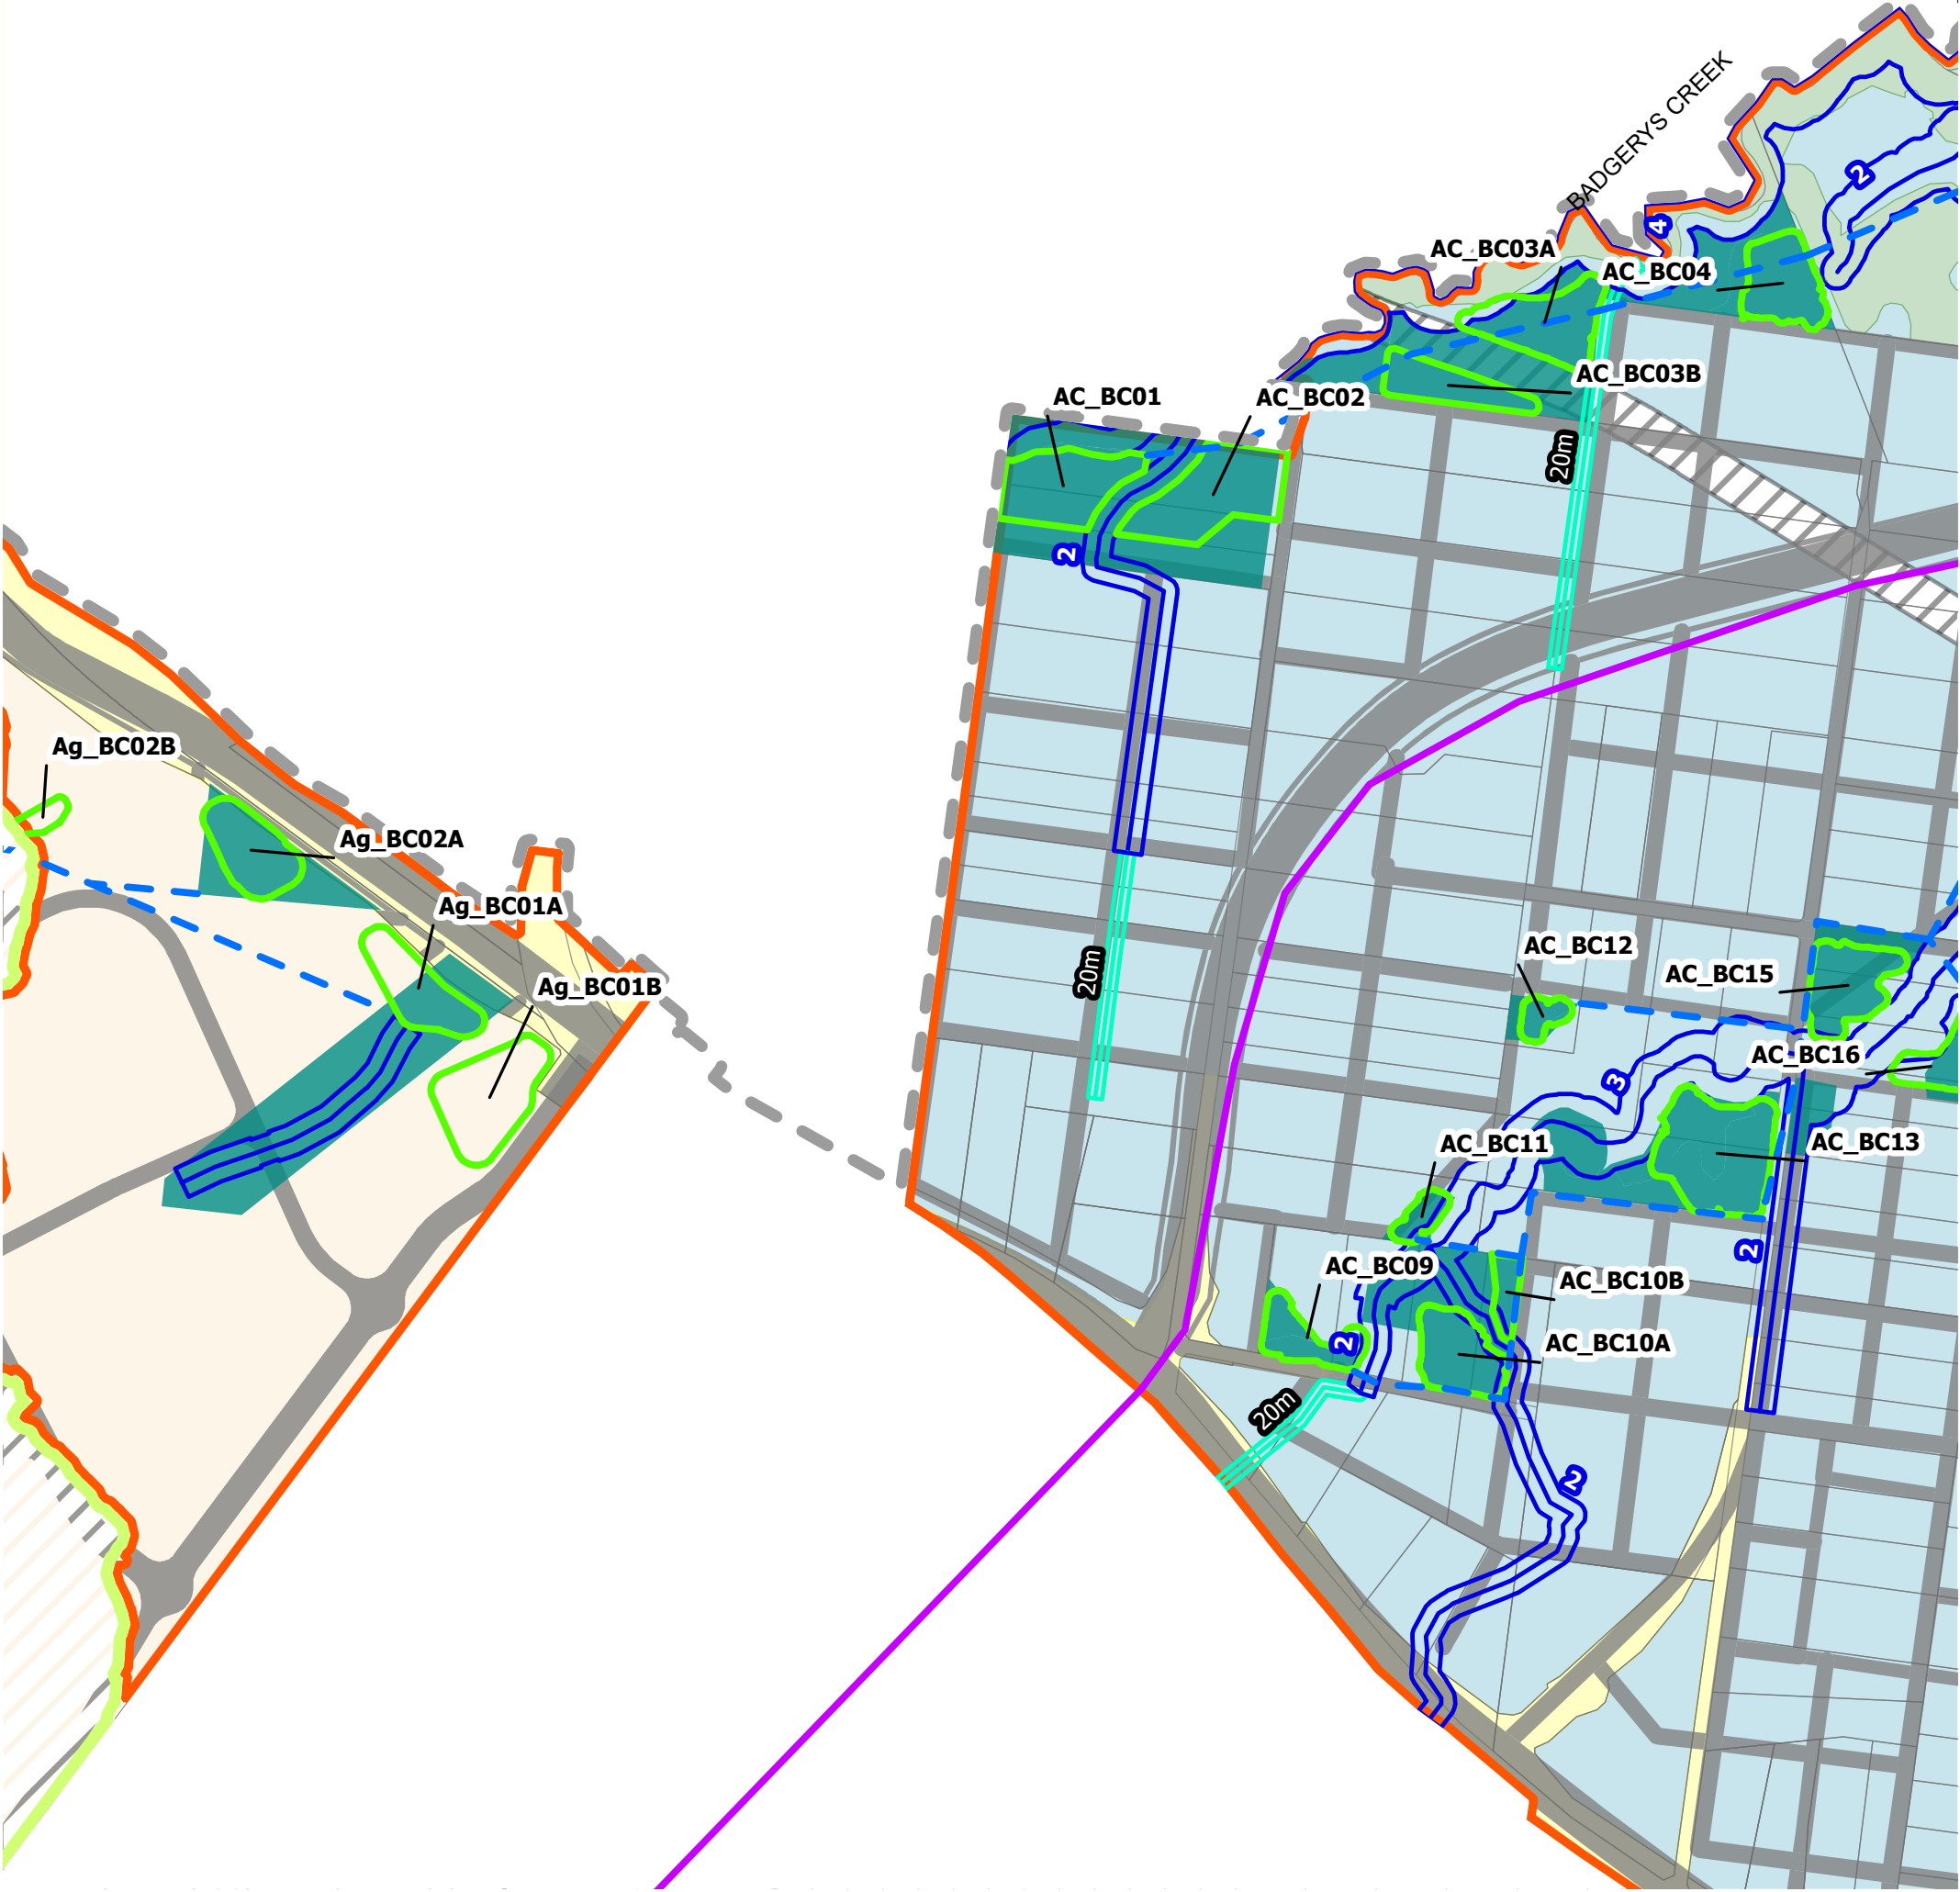 BADGERYS CREEK
2
4
AC_BC03A
AC_BC04
AC_BC03B
AC_BC01
AC_BC02
20m
2
Ag_BC02B
Ag_BC02A
Ag_BC01A
Ag_BC01B
20m
AC_BC12
AC_BC15
AC_BC16
3
AC_BC11
AC_BC13
2
AC_BC09
AC_BC10B
2
AC_BC10A
20m
2